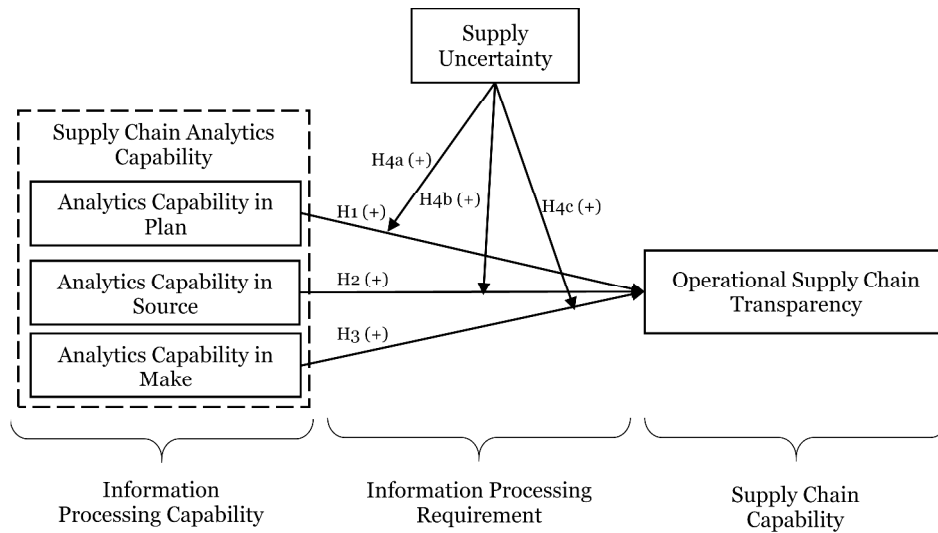 Supply
Uncertainty
Supply Chain Analytics
Capability
Analytics Capability in
Plan
Analytics Capability in
Source
Analytics Capability in
Make
H4a (+)
H4b (+)
H4c (+)
H1 (+)
H2 (+)
H3 (+)
Operational Supply Chain
Transparency
Information
Processing Capability
Information Processing
Requirement
Supply Chain
Capability